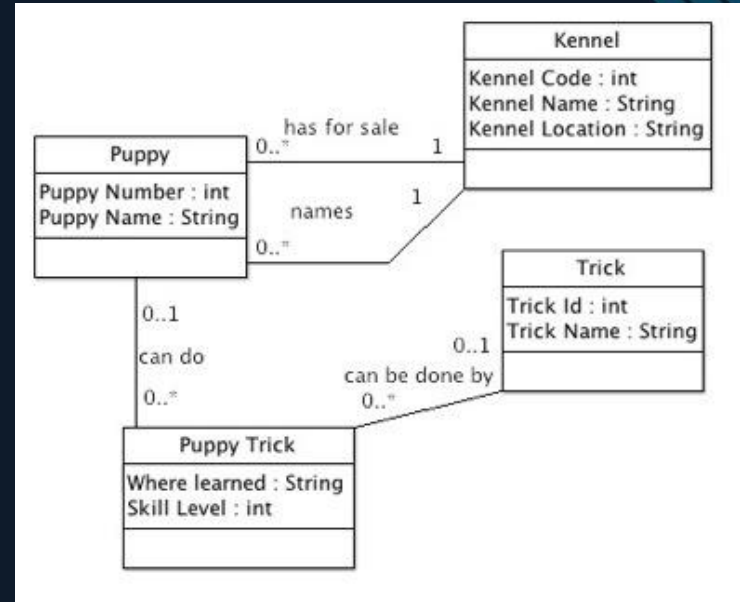 Kennel
Kennel Code : int
Kennel Name : String
Kennel Location : String
has for sale
0..*
1
Puppy
Puppy Number : int
Puppy Name : String
names
1
0..*
Trick
Trick Id : int
Trick Name : String
0..1
can do
0..*
0..1
can be done by
0..*
Puppy Trick
Where learned : String
Skill Level : int